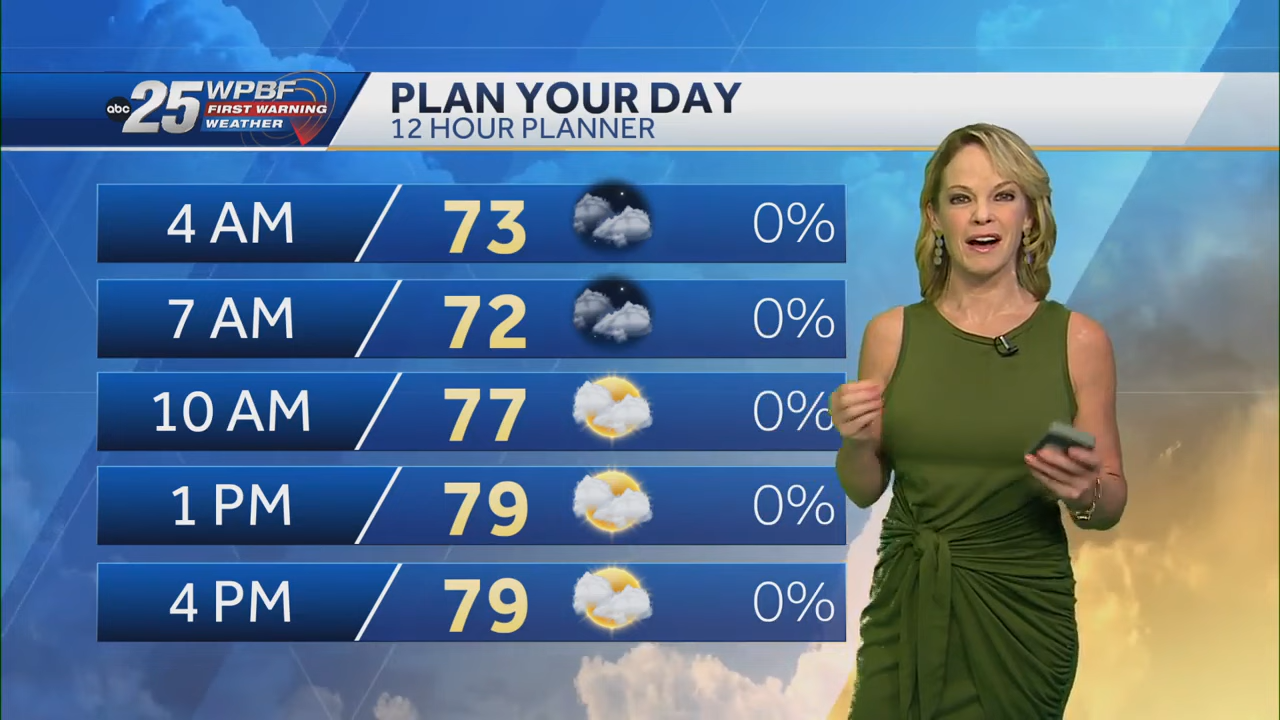 abc 25 WPBF
FIRST WARNING
WEATHER
PLAN YOUR DAY
12 HOUR PLANNER
4 AM 73 0%
7 AM 72 0%
10 AM 77 0%
1 PM 79 0%
4 PM 79 0%